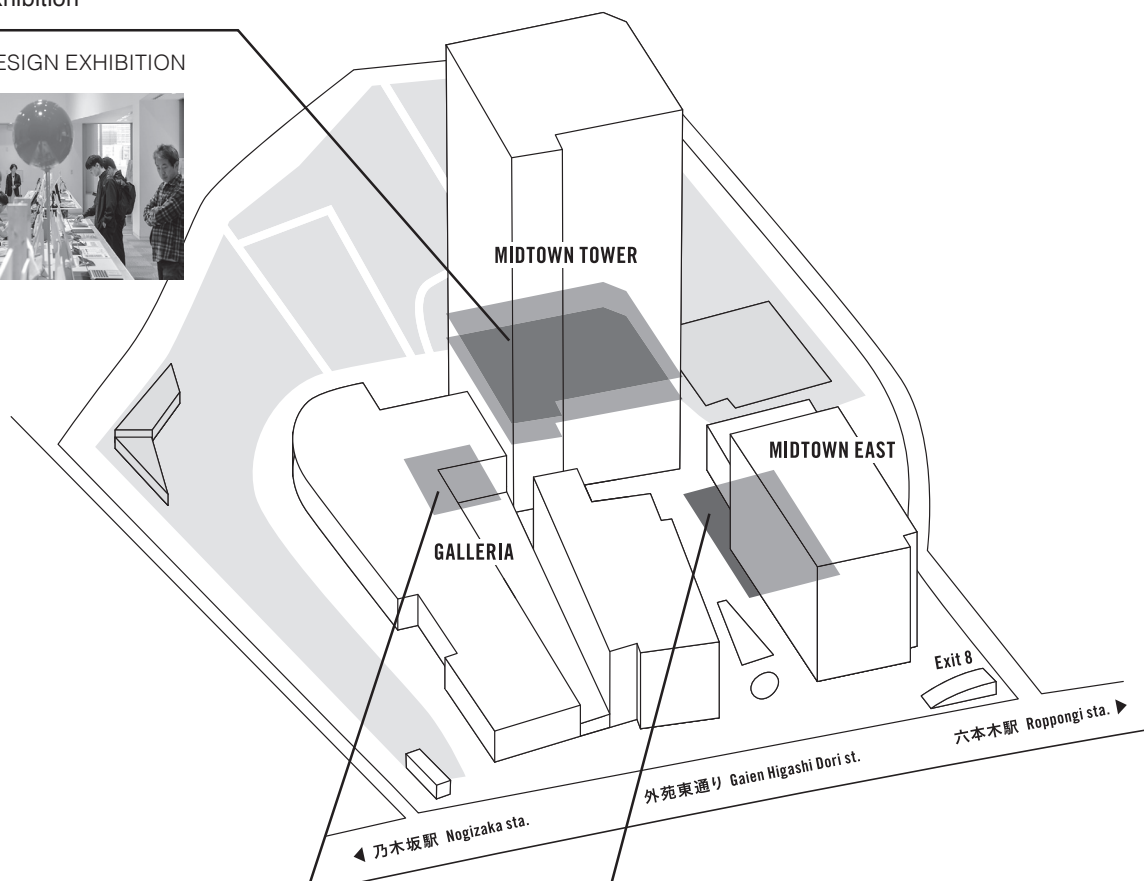 ESIGN EXHIBITION
MIDTOWN TOWER
MIDTOWN EAST
GALLERIA
Exit 8
六本木駅 Roppongi sta. ▶
外苑東通り Gaien Higashi Dori st.
◀ 乃木坂駅 Nogizaka sta.